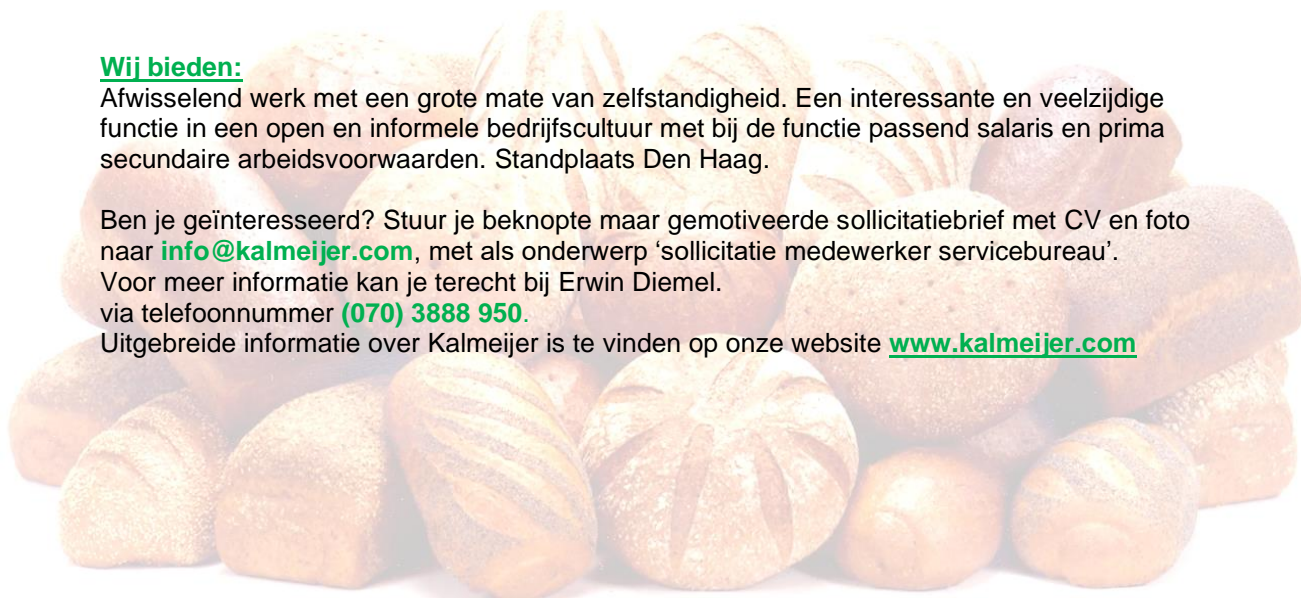 Wij bieden:
Afwisselend werk met een grote mate van zelfstandigheid. Een interessante en veelzijdige
functie in een open en informele bedrijfscultuur met bij de functie passend salaris en prima
secundaire arbeidsvoorwaarden. Standplaats Den Haag.
Ben je geïnteresseerd? Stuur je beknopte maar gemotiveerde sollicitatiebrief met CV en foto
naar info@kalmeijer.com, met als onderwerp ‘sollicitatie medewerker servicebureau’.
Voor meer informatie kan je terecht bij Erwin Diemel.
via telefoonnummer (070) 3888 950.
Uitgebreide informatie over Kalmeijer is te vinden op onze website www.kalmeijer.com